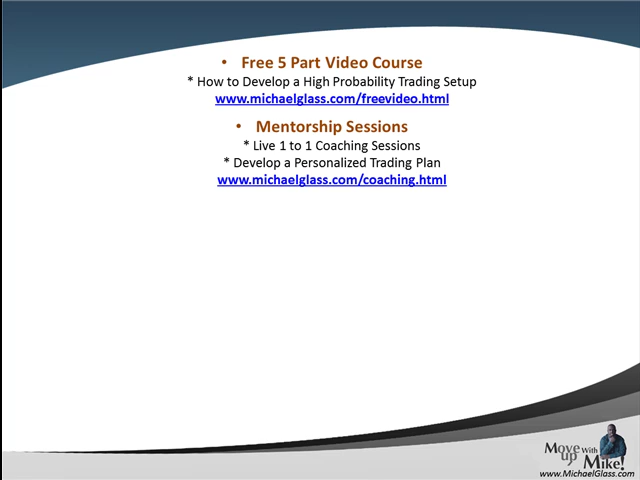 • Free 5 Part Video Course
* How to Develop a High Probability Trading Setup
www.michaelglass.com/freevideo.html
• Mentorship Sessions
* Live 1 to 1 Coaching Sessions
* Develop a Personalized Trading Plan
www.michaelglass.com/coaching.html
Move up With Mike!
www.MichaelGlass.com